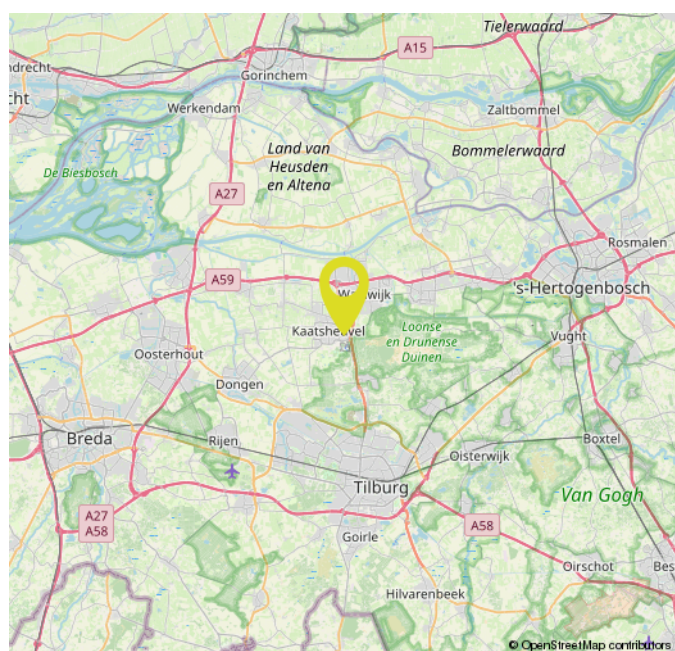 Tielerwaard
A15
Gorinchem
Werkendam
Zaltbommel
Land van
Heusden
en Altena
Bommelerwaard
De Biesbosch
A27
Rosmalen
A59
's-Hertogenbosch
Kaatsheuvel
Loonse
en Drunense
Duinen
Vught
Oosterhout
Dongen
Breda
Rijen
Boxtel
Oisterwijk
Tilburg
Van Gogh
A27
A58
A58
Goirle
Oirschot
Hilvarenbeek
© OpenStreetMap contributors